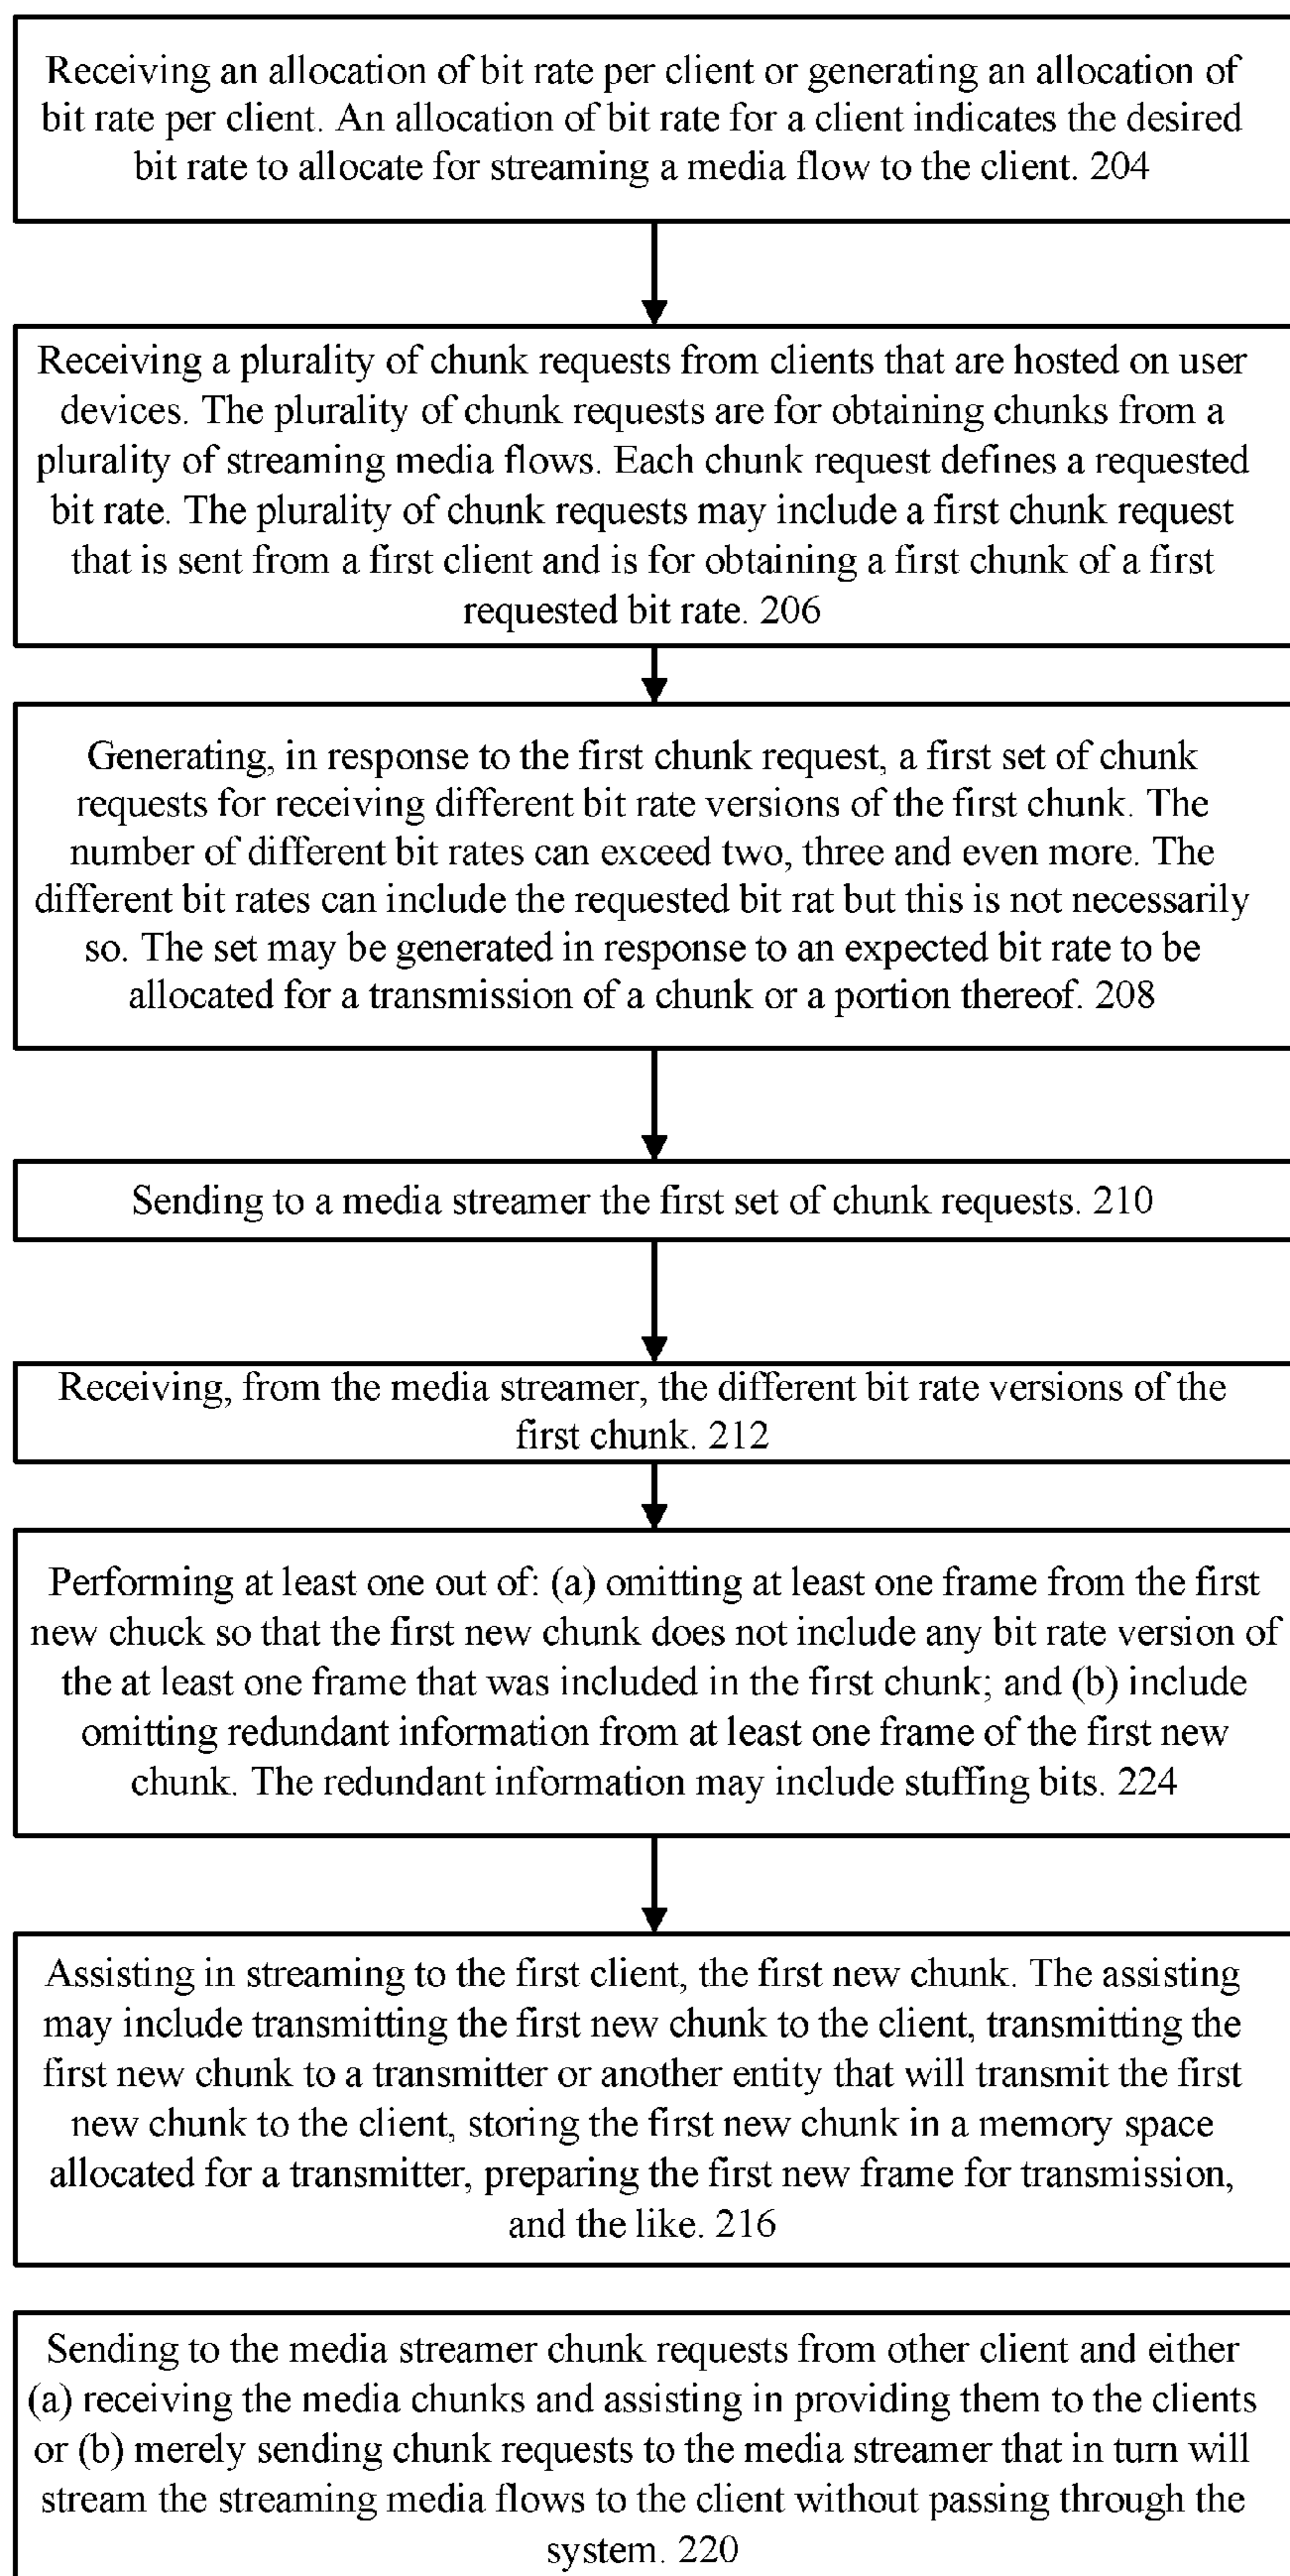 Receiving an allocation of bit rate per client or generating an allocation of
bit rate per client. An allocation of bit rate for a client indicates the desired
bit rate to allocate for streaming a media flow to the client. 204
Receiving a plurality of chunk requests from clients that are hosted on user
devices. The plurality of chunk requests are for obtaining chunks from a
plurality of streaming media flows. Each chunk request defines a requested
bit rate. The plurality of chunk requests may include a first chunk request
that is sent from a first client and is for obtaining a first chunk of a first
requested bit rate. 206
Generating, in response to the first chunk request, a first set of chunk
requests for receiving different bit rate versions of the first chunk. The
number of different bit rates can exceed two, three and even more. The
different bit rates can include the requested bit rat but this is not necessarily
so. The set may be generated in response to an expected bit rate to be
allocated for a transmission of a chunk or a portion thereof. 208
Sending to a media streamer the first set of chunk requests. 210
Receiving, from the media streamer, the different bit rate versions of the
first chunk. 212
Performing at least one out of: (a) omitting at least one frame from the first
new chuck so that the first new chunk does not include any bit rate version of
the at least one frame that was included in the first chunk; and (b) include
omitting redundant information from at least one frame of the first new
chunk. The redundant information may include stuffing bits. 224
Assisting in streaming to the first client, the first new chunk. The assisting
may include transmitting the first new chunk to the client, transmitting the
first new chunk to a transmitter or another entity that will transmit the first
new chunk to the client, storing the first new chunk in a memory space
allocated for a transmitter, preparing the first new frame for transmission,
and the like. 216
Sending to the media streamer chunk requests from other client and either
(a) receiving the media chunks and assisting in providing them to the clients
or (b) merely sending chunk requests to the media streamer that in turn will
stream the streaming media flows to the client without passing through the
system. 220